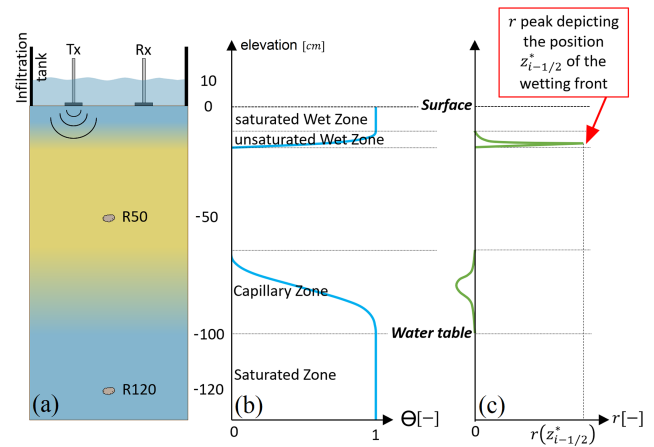 Infiltration
tank
Tx
Rx
10
0
-50
-100
-120
R50
R120
(a)
elevation [cm]
Surface
saturated Wet Zone
unsaturated Wet Zone
Capillary Zone
Water table
Saturated Zone
(b)
Θ[−]
0
1
r peak depicting
the position
z*i−1/2 of the
wetting front
(c)
r[−]
0
r(z*i−1/2)